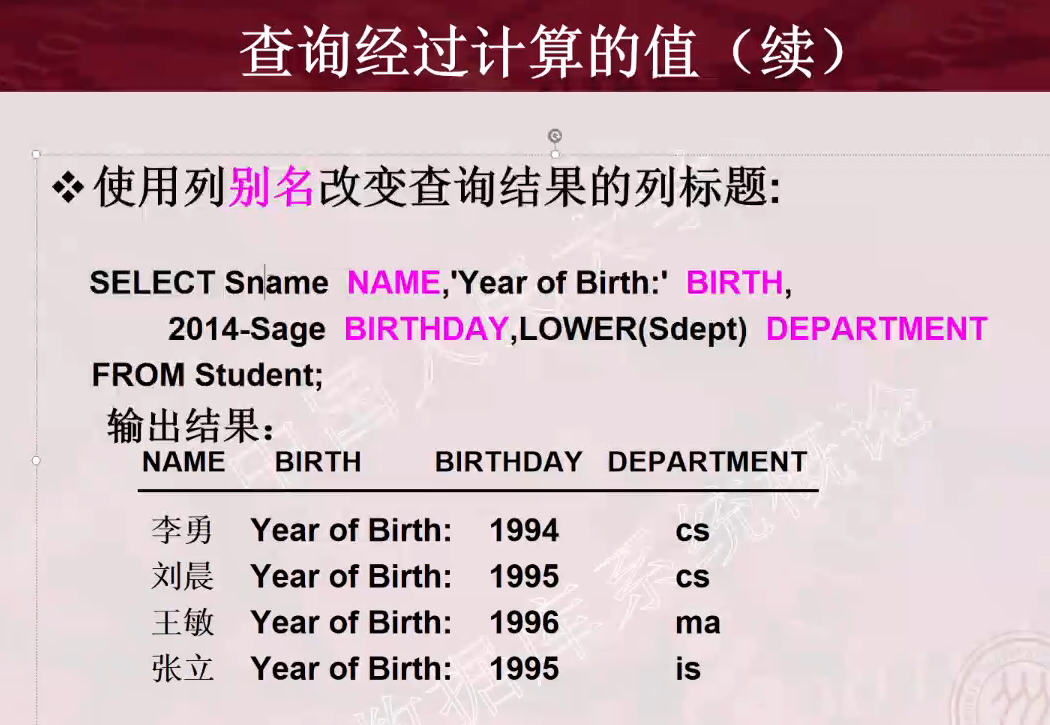 查询经过计算的值（续）
❖使用列别名改变查询结果的列标题:
SELECT Sname NAME,'Year of Birth:' BIRTH,
2014-Sage BIRTHDAY,LOWER(Sdept) DEPARTMENT
FROM Student;
输出结果：
NAME BIRTH BIRTHDAY DEPARTMENT
李勇 Year of Birth: 1994 cs
刘晨 Year of Birth: 1995 cs
王敏 Year of Birth: 1996 ma
张立 Year of Birth: 1995 is